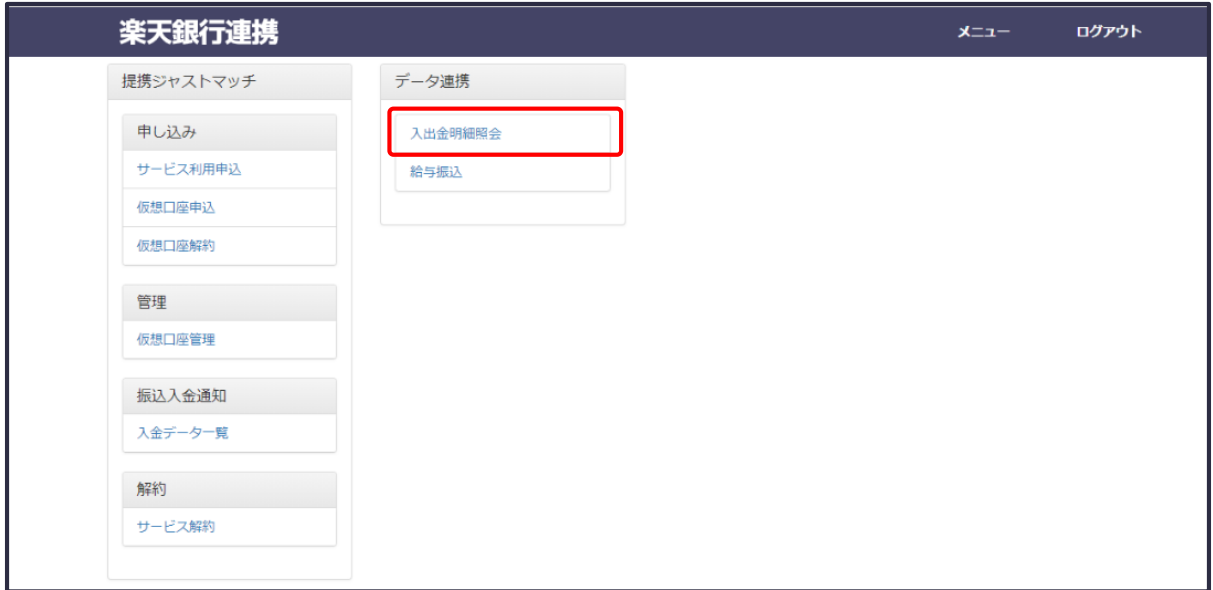 楽天銀行連携
メニュー
ログアウト
提携ジャストマッチ
申し込み
サービス利用申込
仮想口座申込
仮想口座解約
管理
仮想口座管理
振込入金通知
入金データ一覧
解約
サービス解約
データ連携
入出金明細照会
給与振込